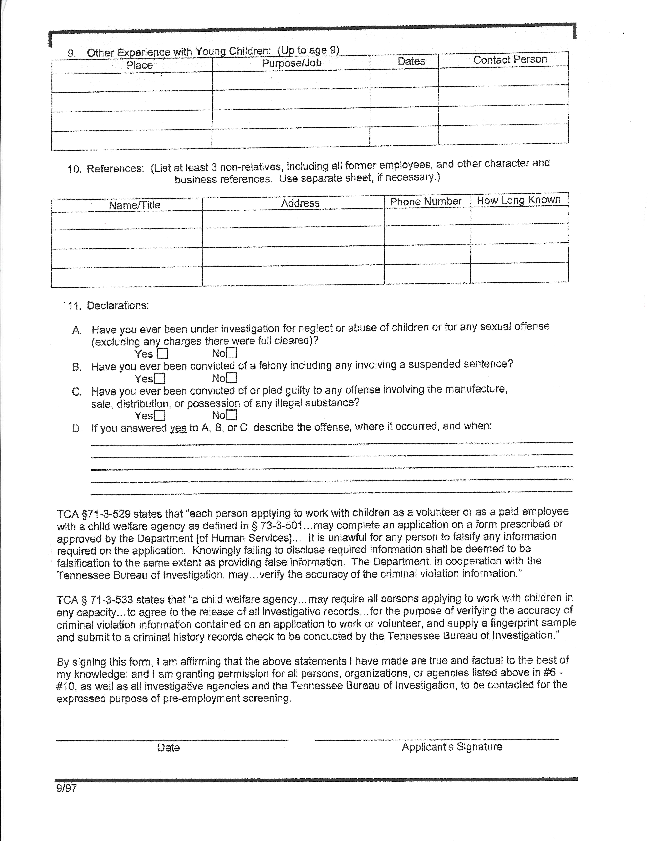 9. Other Experience with Young Children: (Up to age 9)
Place Purpose/Job Dates Contact Person
10. References: (List at least 3 non-relatives, including all former employees, and other character and
business references. Use separate sheet, if necessary.)
Name/Title Address Phone Number How Long Known
11. Declarations:
A. Have you ever been under investigation for neglect or abuse of children or for any sexual offense
(excluding any charges there were full cleared)?
Yes No
B. Have you ever been convicted of a felony including any involving a suspended sentence?
Yes No
C. Have you ever been convicted of or pled guilty to any offense involving the manufacture,
sale, distribution, or possession of any illegal substance?
Yes No
D If you answered yes to A, B, or C describe the offense, where it occurred, and when:
TCA §71-3-529 states that "each person applying to work with children as a volunteer or as a paid employee
with a child welfare agency as defined in § 73-3-501...may complete an application on a form prescribed or
approved by the Department [of Human Services]... It is unlawful for any person to falsify any information
required on the application. Knowingly failing to disclose required information shall be deemed to be
falsification to the same extent as providing false information. The Department, in cooperation with the
Tennessee Bureau of Investigation, may...verify the accuracy of the criminal violation information."
TCA § 71-3-533 states that "a child welfare agency...may require all persons applying to work with children in
any capacity...to agree to the release of all investigative records...for the purpose of verifying the accuracy of
criminal violation information contained on an application to work or volunteer, and supply a fingerprint sample
and submit to a criminal history records check to be conducted by the Tennessee Bureau of Investigation."
By signing this form, I am affirming that the above statements I have made are true and factual to the best of
my knowledge; and I am granting permission for all persons, organizations, or agencies listed above in #6 -
#10, as well as all investigative agencies and the Tennessee Bureau of Investigation, to be contacted for the
expressed purpose of pre-employment screening.
Date Applicant's Signature
9/97